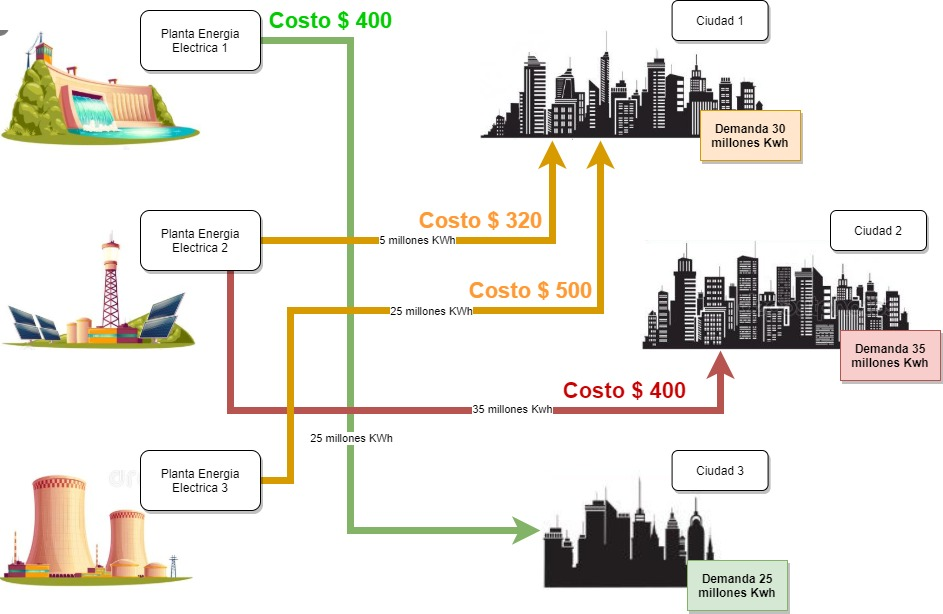 Costo $ 400
Planta Energia
Electrica 1
Ciudad 1
Demanda 30
millones Kwh
Planta Energia
Electrica 2
Costo $ 320
5 millones KWh
Ciudad 2
Costo $ 500
25 millones KWh
Demanda 35
millones Kwh
Costo $ 400
35 millones Kwh
25 millones KWh
Planta Energia
Electrica 3
Ciudad 3
Demanda 25
millones Kwh